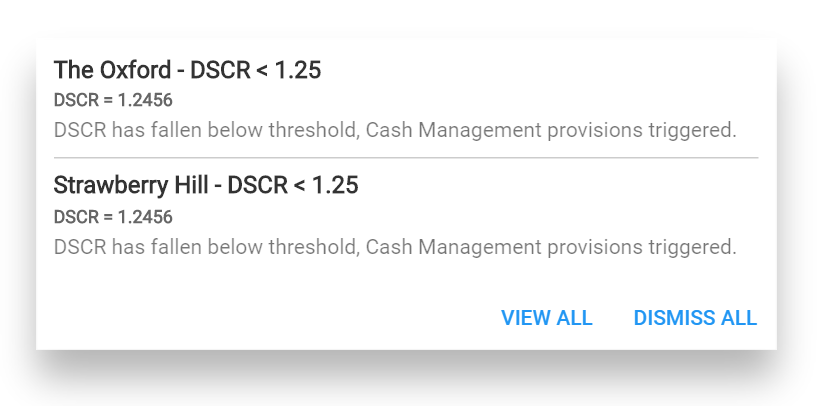 The Oxford - DSCR < 1.25
DSCR = 1.2456
DSCR has fallen below threshold, Cash Management provisions triggered.
Strawberry Hill - DSCR < 1.25
DSCR = 1.2456
DSCR has fallen below threshold, Cash Management provisions triggered.
VIEW ALL DISMISS ALL